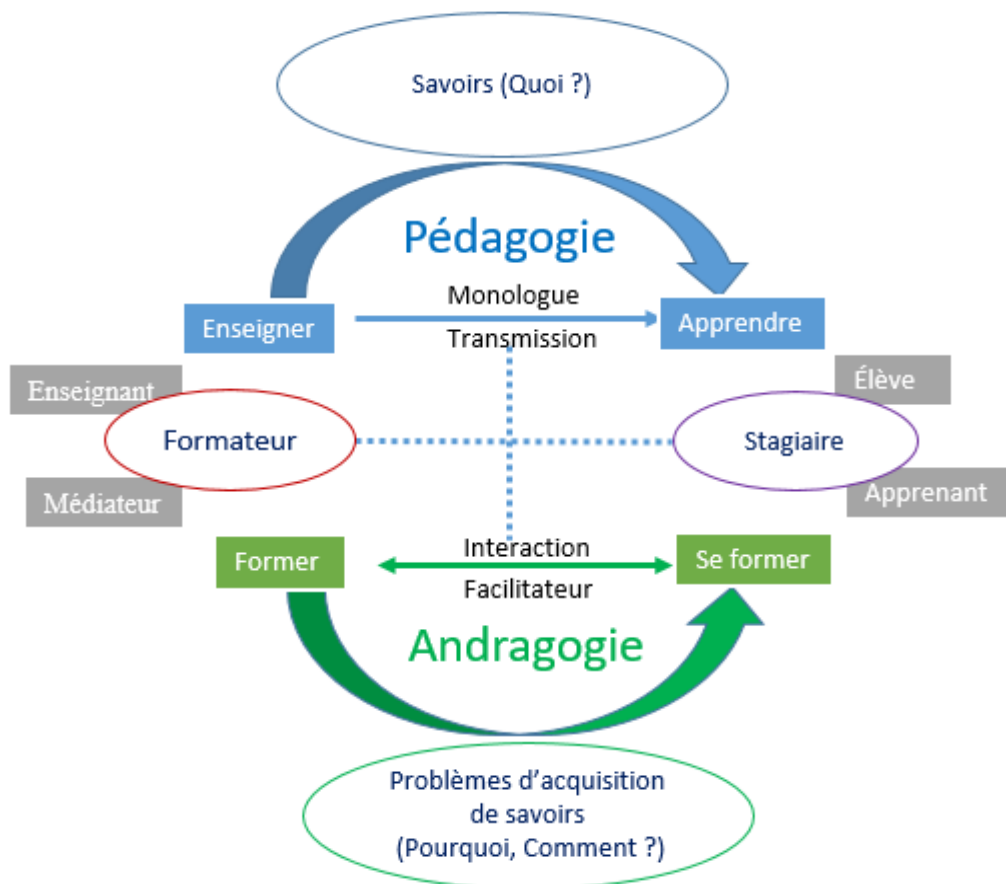 Savoirs (Quoi ?)
Pédagogie
Monologue
Enseigner
Apprendre
Transmission
Enseignant
Élève
Formateur
Stagiaire
Médiateur
Apprenant
Interaction
Former
Se former
Facilitateur
Andragogie
Problèmes d’acquisition
de savoirs
(Pourquoi, Comment ?)